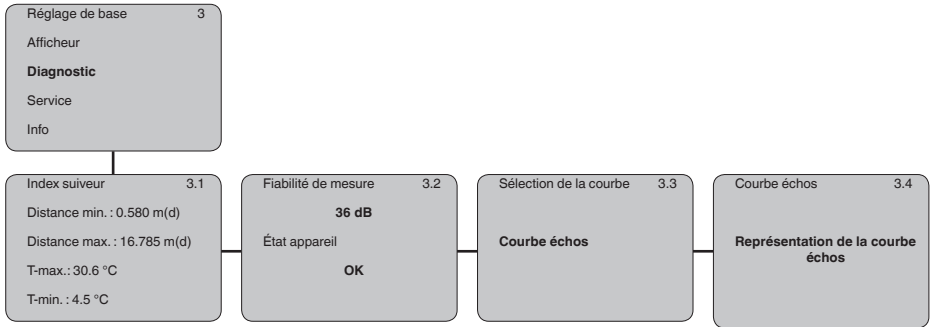 Réglage de base 3
Afficheur
Diagnostic
Service
Info
Index suiveur 3.1
Distance min. : 0.580 m(d)
Distance max. : 16.785 m(d)
T-max.: 30.6 °C
T-min. : 4.5 °C
Fiabilité de mesure 3.2
36 dB
État appareil
OK
Sélection de la courbe 3.3
Courbe échos
Courbe échos 3.4
Représentation de la courbe
échos